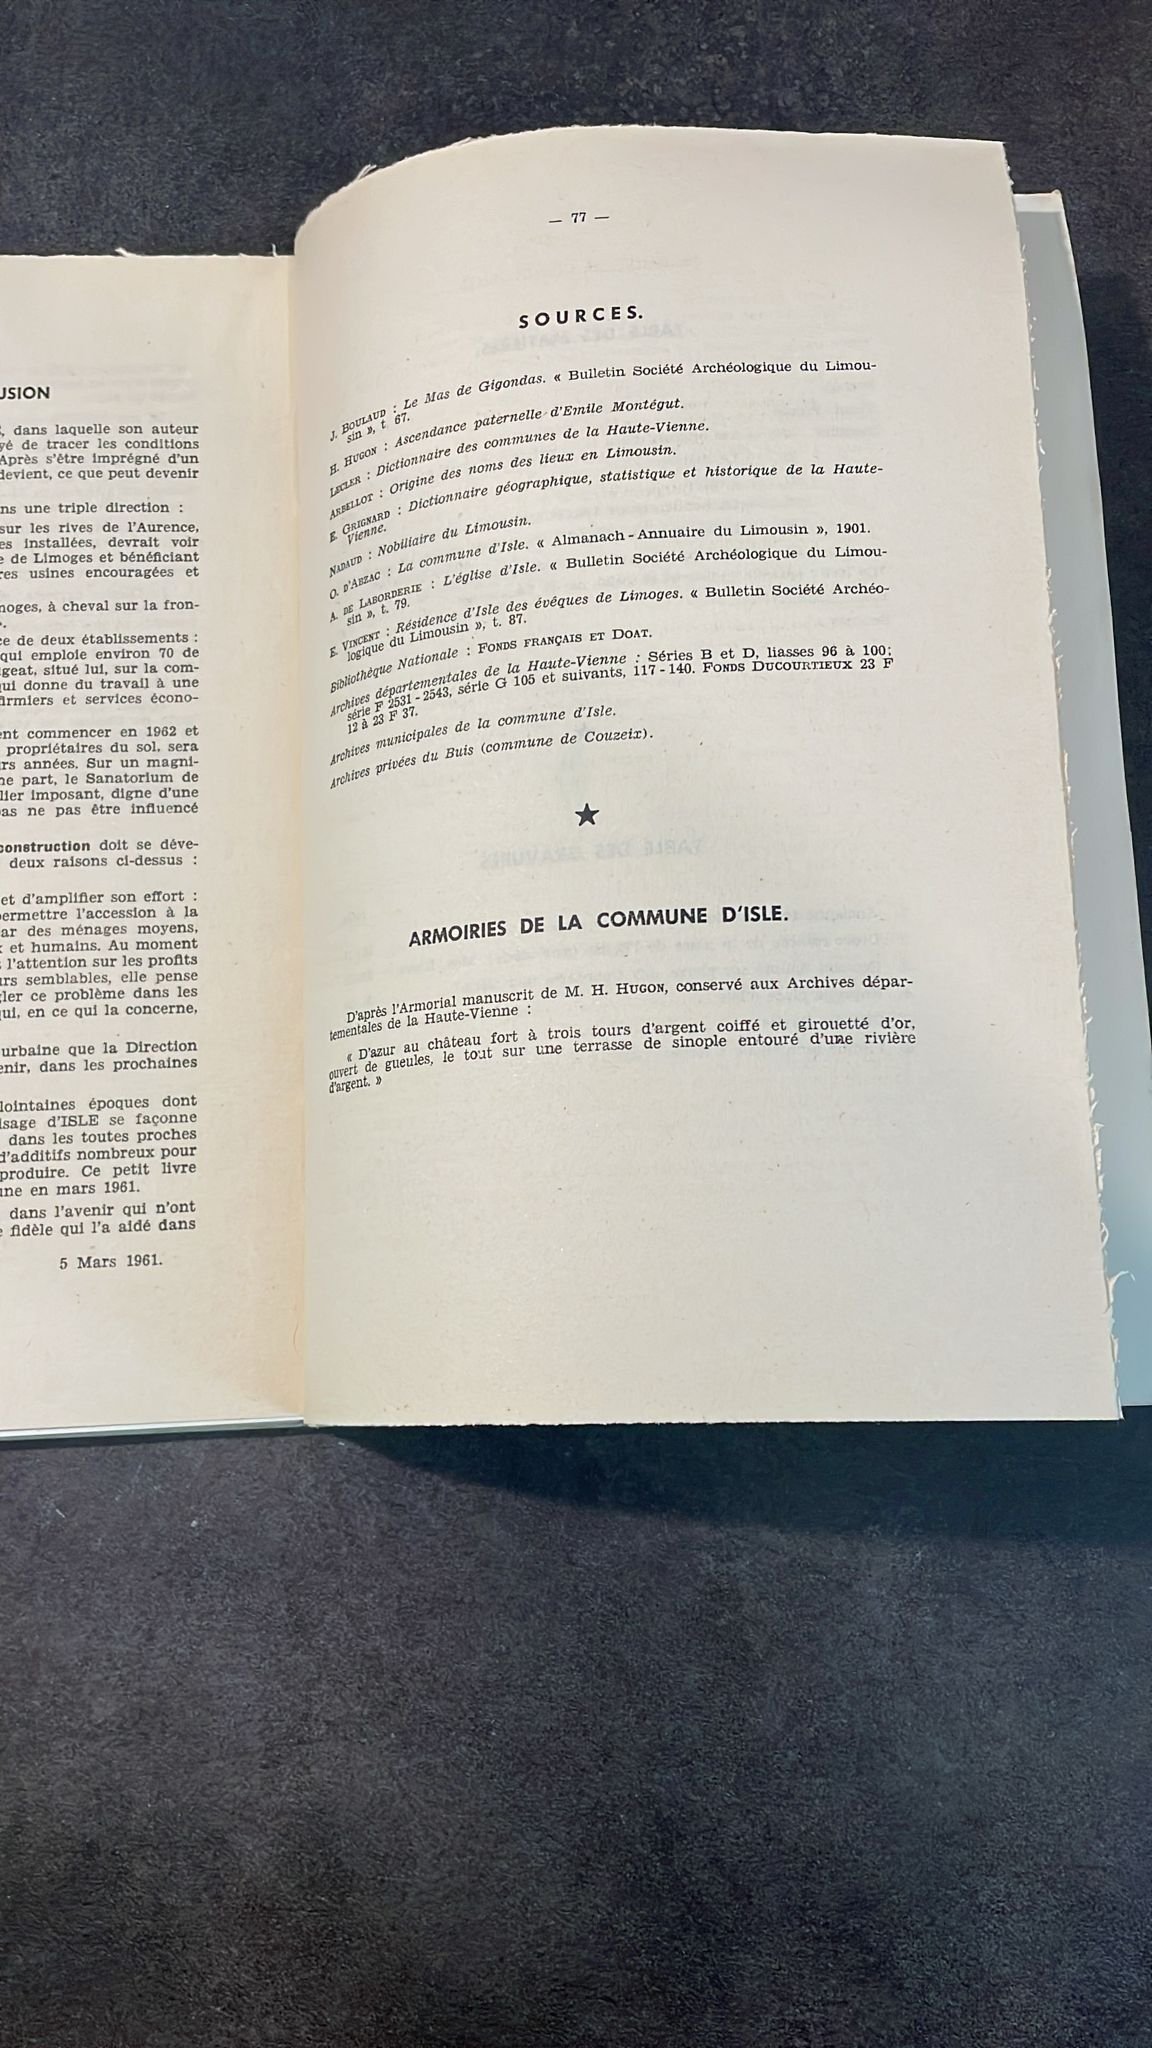 USION
, dans laquelle son auteur
yé de tracer les conditions
Après s'être imprégné d'un
devient, ce que peut devenir
ns une triple direction :
sur les rives de l'Aurence,
es installées, devrait voir
e de Limoges et bénéficiant
res usines encouragées et
moges, à cheval sur la fron-
ce de deux établissements :
qui emploie environ 70 de
geat, situé lui, sur la com-
ui donne du travail à une
firmiers et services écono-
ent commencer en 1962 et
propriétaires du sol, sera
rs années. Sur un magni-
ne part, le Sanatorium de
lier imposant, digne d'une
as ne pas être influencé
construction doit se déve-
deux raisons ci-dessus :
et d'amplifier son effort :
permettre l'accession à la
ar des ménages moyens,
x et humains. Au moment
l'attention sur les profits
urs semblables, elle pense
gler ce problème dans les
qui, en ce qui la concerne,
urbaine que la Direction
enir, dans les prochaines
lointaines époques dont
isage d'ISLE se façonne
dans les toutes proches
d'additifs nombreux pour
produire. Ce petit livre
une en mars 1961.
dans l'avenir qui n'ont
e fidèle qui l'a aidé dans
5 Mars 1961.
— 77 —
SOURCES.
J. BOULAUD : Le Mas de Gigondas. « Bulletin Société Archéologique du Limou-
sin », t. 67.
H. HUGON : Ascendance paternelle d'Emile Montégut.
LECLER : Dictionnaire des communes de la Haute-Vienne.
ARBELLOT : Origine des noms des lieux en Limousin.
E. GRIGNARD : Dictionnaire géographique, statistique et historique de la Haute-
Vienne.
NADAUD : Nobiliaire du Limousin.
O. D'ABZAC : La commune d'Isle. « Almanach - Annuaire du Limousin », 1901.
A. DE LABORDERIE : L'église d'Isle. « Bulletin Société Archéologique du Limou-
sin », t. 79.
E. VINCENT : Résidence d'Isle des évêques de Limoges. « Bulletin Société Archéo-
logique du Limousin », t. 87.
Bibliothèque Nationale : FONDS FRANÇAIS ET DOAT.
Archives départementales de la Haute-Vienne : Séries B et D, liasses 96 à 100;
série F 2531 - 2543, série G 105 et suivants, 117 - 140. FONDS DUCOURTIEUX 23 F
12 à 23 F 37.
Archives municipales de la commune d'Isle.
Archives privées du Buis (commune de Couzeix).
ARMOIRIES DE LA COMMUNE D'ISLE.
D'après l'Armorial manuscrit de M. H. HUGON, conservé aux Archives dépar-
tementales de la Haute-Vienne :
« D'azur au château fort à trois tours d'argent coiffé et girouetté d'or,
ouvert de gueules, le tout sur une terrasse de sinople entouré d'une rivière
d'argent. »